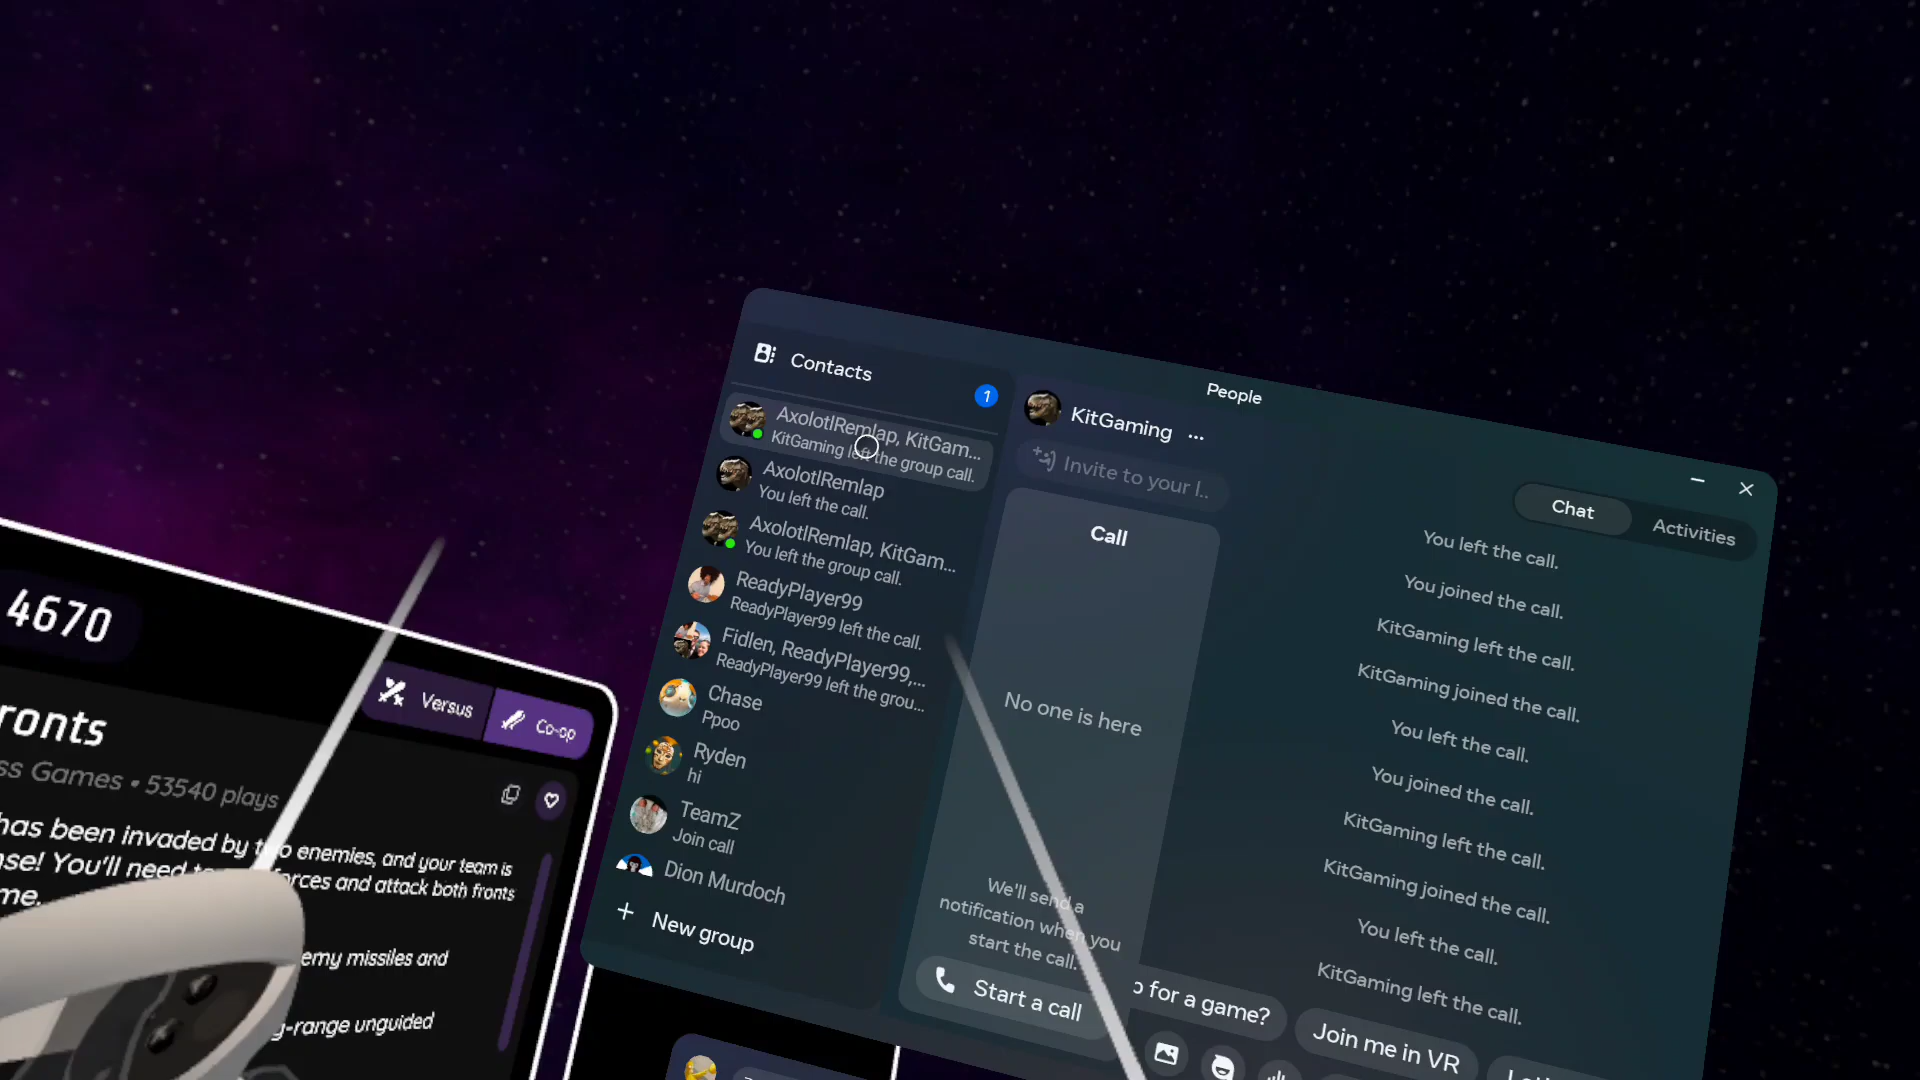 4670
Versus
Co-op
ronts
ss Games • 53540 plays
has been invaded by two enemies, and your team is
nse! You'll need to forces and attack both fronts
me.
emy missiles and
g-range unguided
Contacts
1
AxolotlRemlap, KitGam...
KitGaming left the group call.
AxolotlRemlap
You left the call.
AxolotlRemlap, KitGam...
You left the group call.
ReadyPlayer99
ReadyPlayer99 left the call.
Fidlen, ReadyPlayer99,...
ReadyPlayer99 left the grou...
Chase
Ppoo
Ryden
hi
TeamZ
Join call
Dion Murdoch
+ New group
People
KitGaming ...
Invite to your l..
Call
No one is here
We'll send a
notification when you
start the call.
Start a call
Chat
Activities
You left the call.
You joined the call.
KitGaming left the call.
KitGaming joined the call.
You left the call.
You joined the call.
KitGaming left the call.
KitGaming joined the call.
You left the call.
KitGaming left the call.
p for a game?
Join me in VR